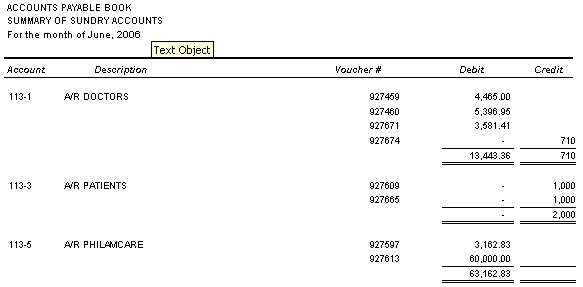 ACCOUNTS PAYABLE BOOK
SUMMARY OF SUNDRY ACCOUNTS
For the month of June, 2006
Text Object
Account Description Voucher # Debit Credit
113-1 A/R DOCTORS 927459 4,465.00
927460 5,396.95
927671 3,581.41
927674 - 710
13,443.36 710
113-3 A/R PATIENTS 927609 - 1,000
927665 - 1,000
- 2,000
113-5 A/R PHILAMCARE 927597 3,162.83
927613 60,000.00
63,162.83